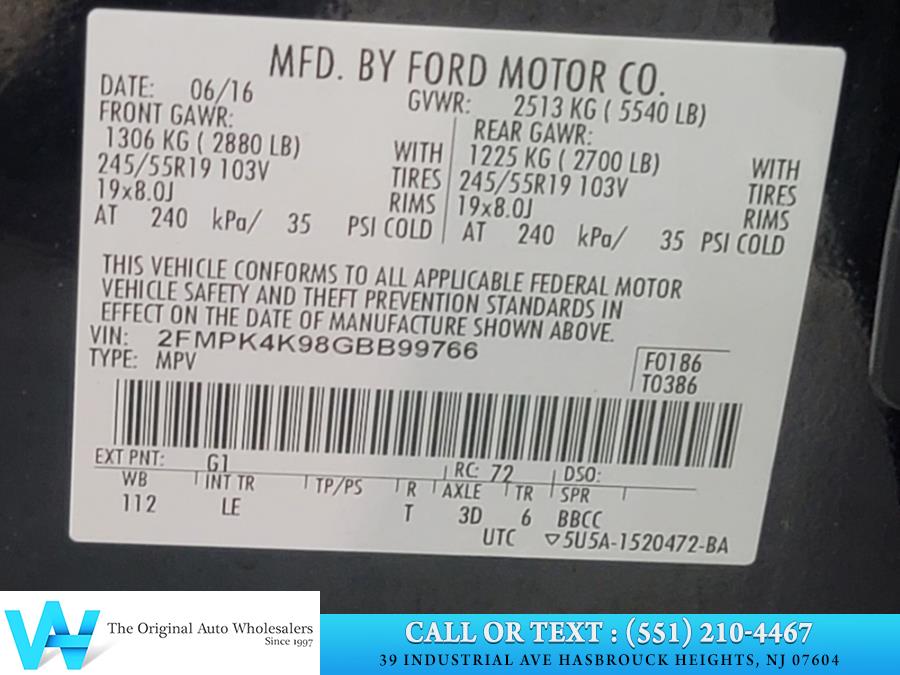 MFD. BY FORD MOTOR CO.
DATE: 06/16 GVWR: 2513 KG ( 5540 LB)
FRONT GAWR: REAR GAWR:
1306 KG ( 2880 LB) WITH 1225 KG ( 2700 LB) WITH
245/55R19 103V TIRES 245/55R19 103V TIRES
19x8.0J RIMS 19x8.0J RIMS
AT 240 kPa/ 35 PSI COLD AT 240 kPa/ 35 PSI COLD
THIS VEHICLE CONFORMS TO ALL APPLICABLE FEDERAL MOTOR
VEHICLE SAFETY AND THEFT PREVENTION STANDARDS IN
EFFECT ON THE DATE OF MANUFACTURE SHOWN ABOVE.
VIN: 2FMPK4K98GBB99766
TYPE: MPV
F0186
T0386
EXT PNT: G1 RC: 72 DSO:
WB INT TR TP/PS R AXLE TR SPR
112 LE T 3D 6 BBCC
UTC ▽5U5A-1520472-BA
The Original Auto Wholesalers
Since 1997
CALL OR TEXT : (551) 210-4467
39 INDUSTRIAL AVE HASBROUCK HEIGHTS, NJ 07604